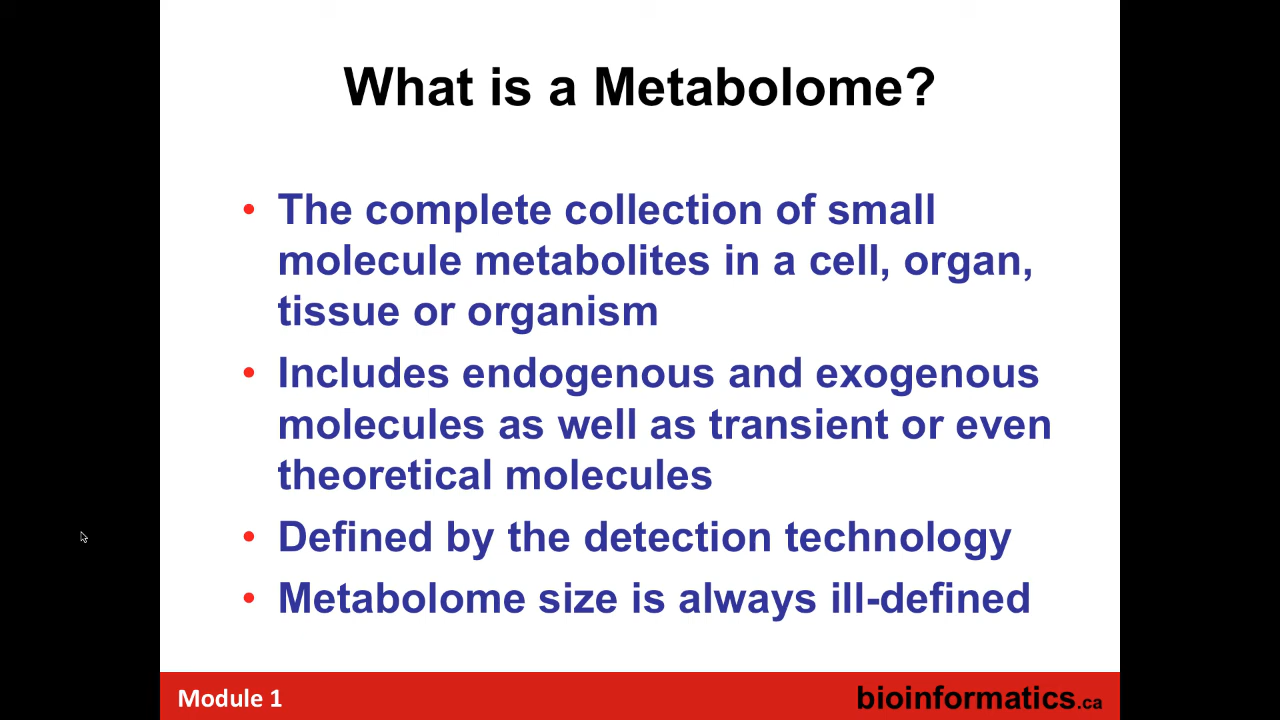 What is a Metabolome?
• The complete collection of small
molecule metabolites in a cell, organ,
tissue or organism
• Includes endogenous and exogenous
molecules as well as transient or even
theoretical molecules
• Defined by the detection technology
• Metabolome size is always ill-defined
Module 1
bioinformatics.ca